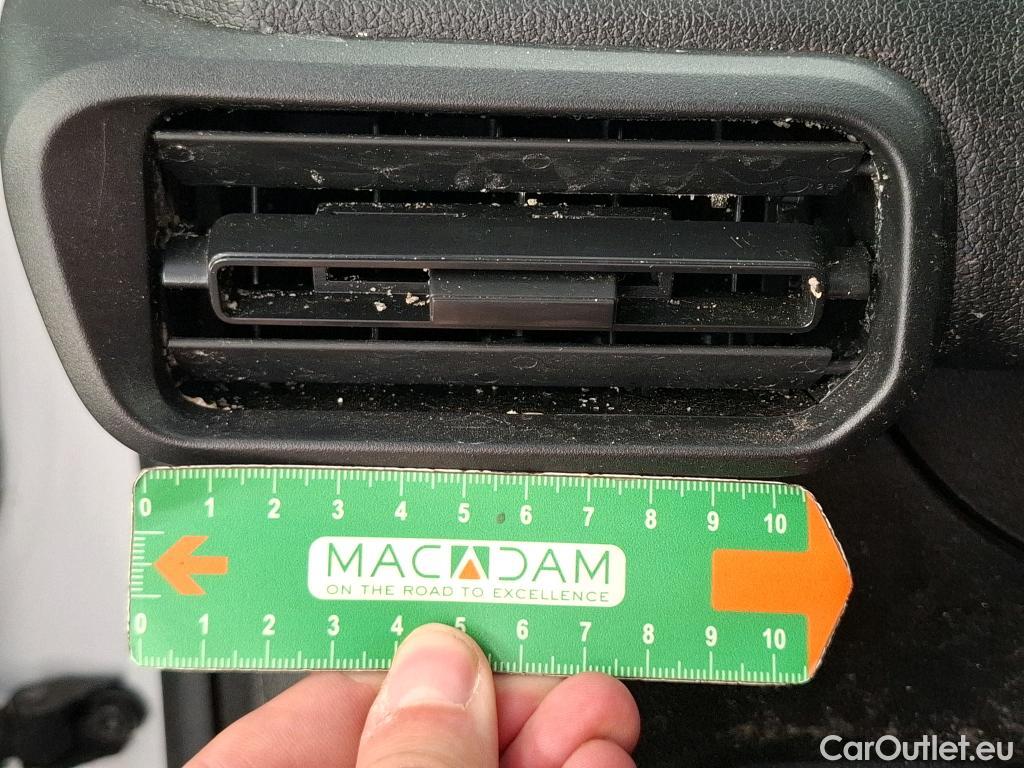 0 1 2 3 4 5 6 7 8 9 10
MACADAM
ON THE ROAD TO EXCELLENCE
0 1 2 3 4 5 6 7 8 9 10
CarOutlet.eu